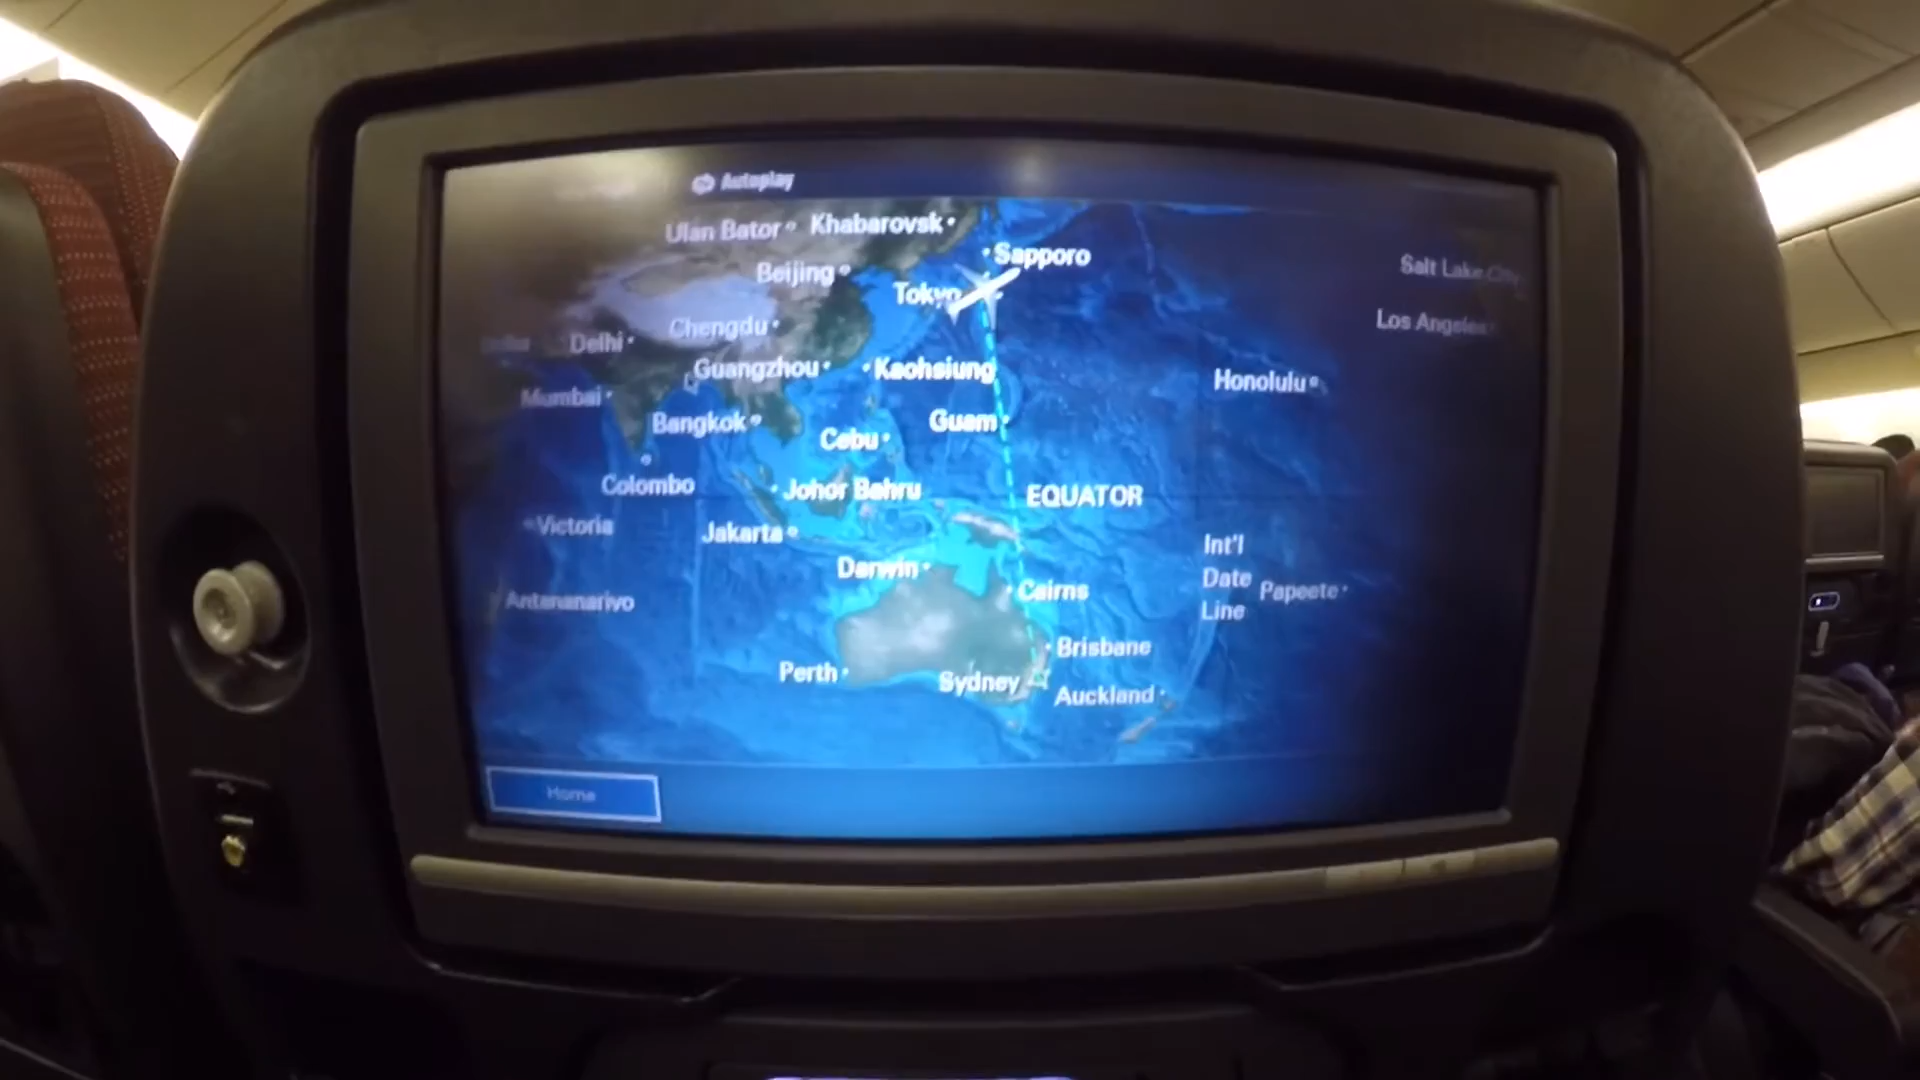 Autoplay
Ulan Bator
Khabarovsk
Sapporo
Beijing
Salt Lake City
Tokyo
Los Angeles
Chengdu
Delhi
Guangzhou
Kaohsiung
Honolulu
Mumbai
Bangkok
Guam
Cebu
Colombo
Johor Bahru
EQUATOR
Victoria
Jakarta
Int'l
Date
Line
Darwin
Cairns
Papeete
Antananarivo
Brisbane
Perth
Sydney
Auckland
Home